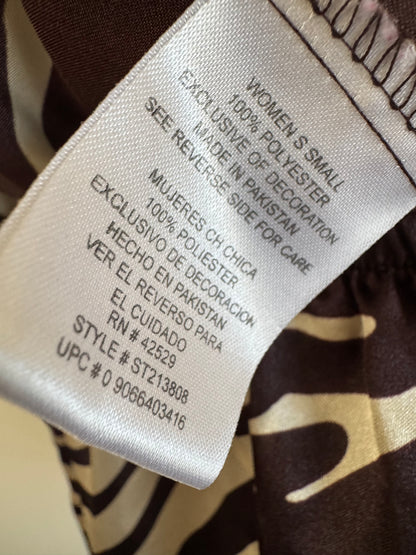 WOMEN S SMALL
100% POLYESTER
EXCLUSIVE OF DECORATION
MADE IN PAKISTAN
SEE REVERSE SIDE FOR CARE
MUJERES CH CHICA
100% POLIESTER
EXCLUSIVO DE DECORACION
HECHO EN PAKISTAN
VER EL REVERSO PARA
EL CUIDADO
RN # 42529
STYLE # ST213808
UPC # 0 9066403416